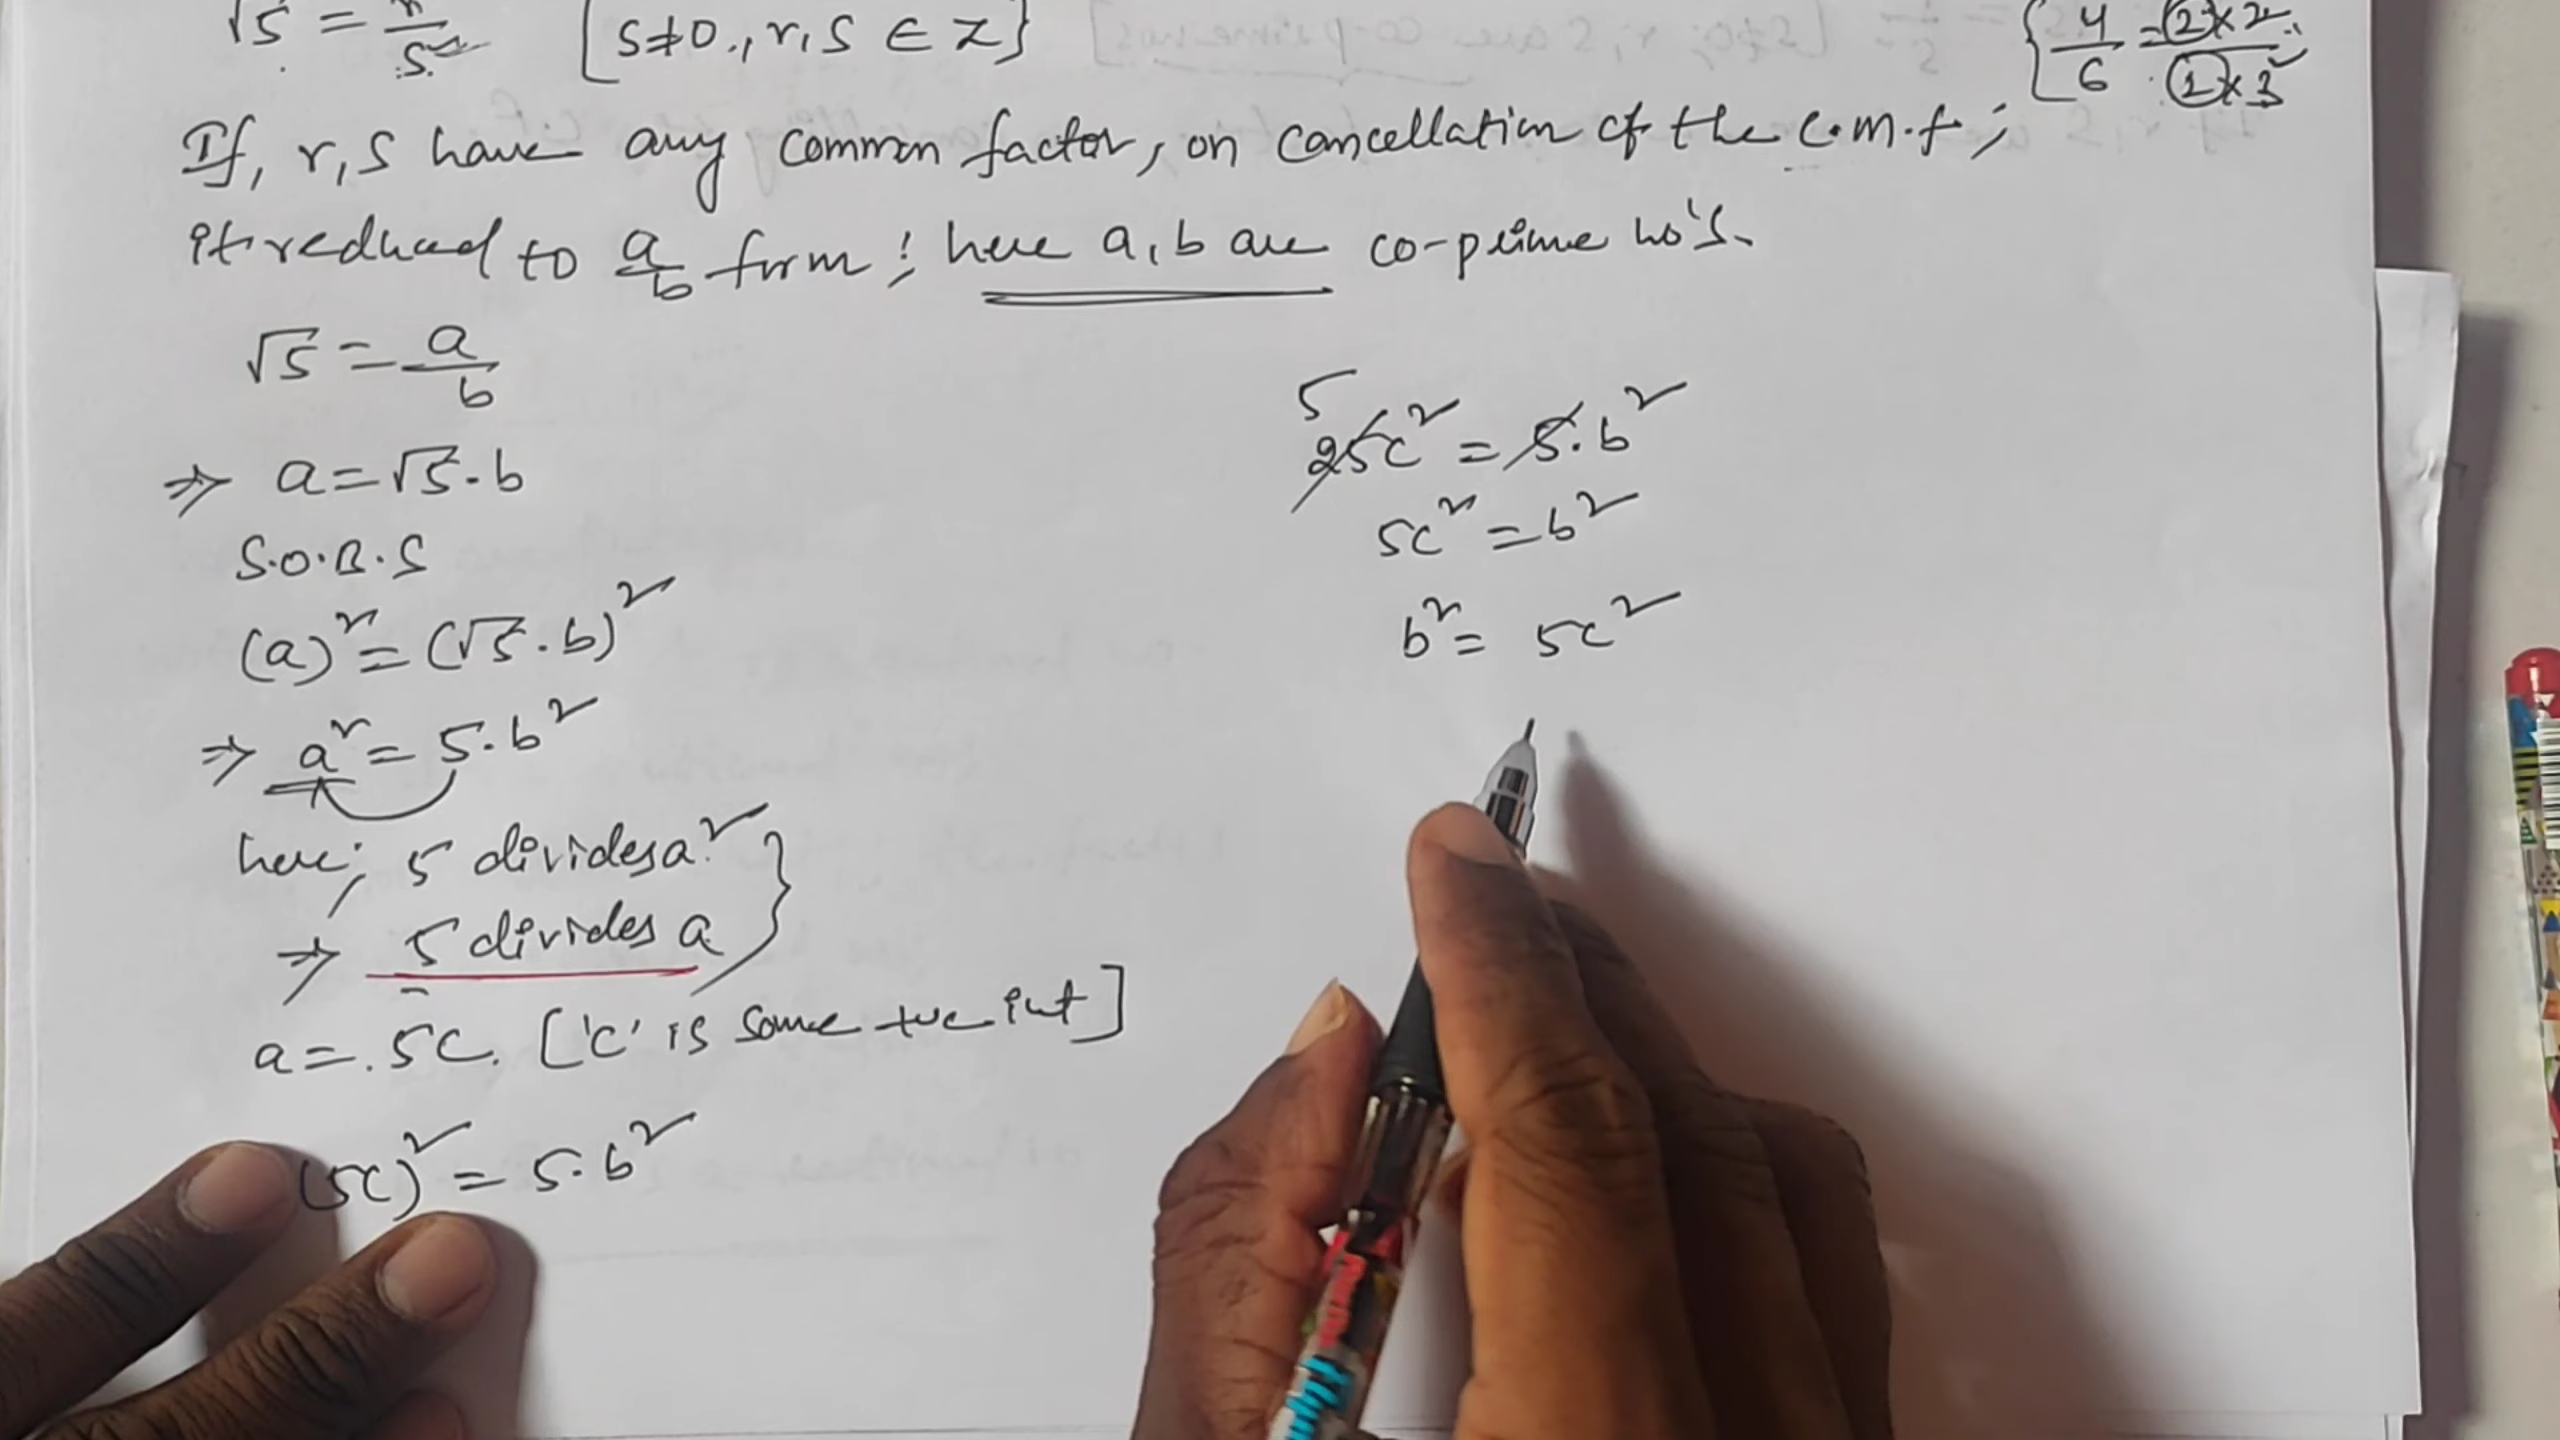 √5 = r/s [s≠0., r, s ∈ Z}
{ 4/6 = 2×2/2×3
If, r, s have any common factor, on cancellation of the c.m.f;
it reduced to a/b form; here a, b are co-prime no's.
√5 = a/b
⇒ a = √5 . b
S.O.B.S
(a)² = (√5 . b)²
⇒ a² = 5 . b²
here; 5 divides a²
⇒ 5 divides a
a = . 5c. ['c' is some +ve int]
(5c)² = 5 . b²
5
25c² = 5 . b²
5c² = b²
b² = 5c²